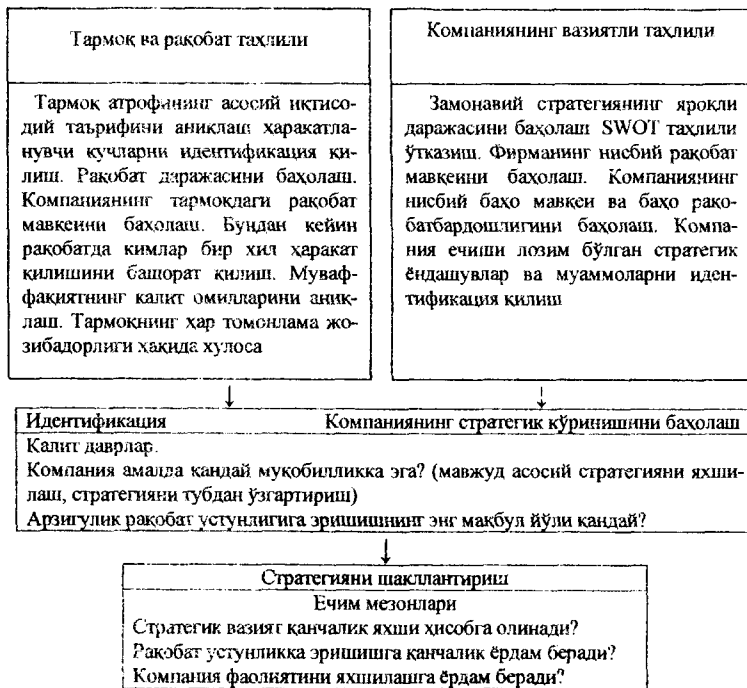 Тармоқ ва рақобат таҳлили
Тармоқ атрофининг асосий иқтисо-
дий таърифини аниқлаш ҳаракатла-
нувчи кучларни идентификация қи-
лиш. Рақобат даражасини баҳолаш.
Компаниянинг тармоқдаги рақобат
мавқеини баҳолаш. Бундан кейин
рақобатда кимлар бир хил ҳаракат
қилишини башорат қилиш. Муваф-
фақиятнинг калит омилларини аниқ-
лаш. Тармоқнинг ҳар томонлама жо-
зибадорлиги ҳақида хулоса
Компаниянинг вазиятли таҳлили
Замонавий стратегиянинг яроқли
даражасини баҳолаш SWOT таҳлили
ўтказиш. Фирманинг нисбий рақобат
мавқеини баҳолаш. Компаниянинг
нисбий баҳо мавқеи ва баҳо рақо-
батбардошлигини баҳолаш. Компа-
ния ечиши лозим бўлган стратегик
ёндашувлар ва муаммоларни иден-
тификация қилиш
Идентификация Компаниянинг стратегик кўринишини баҳолаш
Калит даврлар.
Компания амалда қандай муқобилликка эга? (мавжуд асосий стратегияни яхши-
лаш, стратегияни тубдан ўзгартириш)
Арзигулик рақобат устунлигига эришишнинг энг мақбул йўли қандай?
Стратегияни шакллантириш
Ечим мезонлари
Стратегик вазият қанчалик яхши ҳисобга олинади?
Рақобат устунликка эришишга қанчалик ёрдам беради?
Компания фаолиятини яхшилашга ёрдам беради?